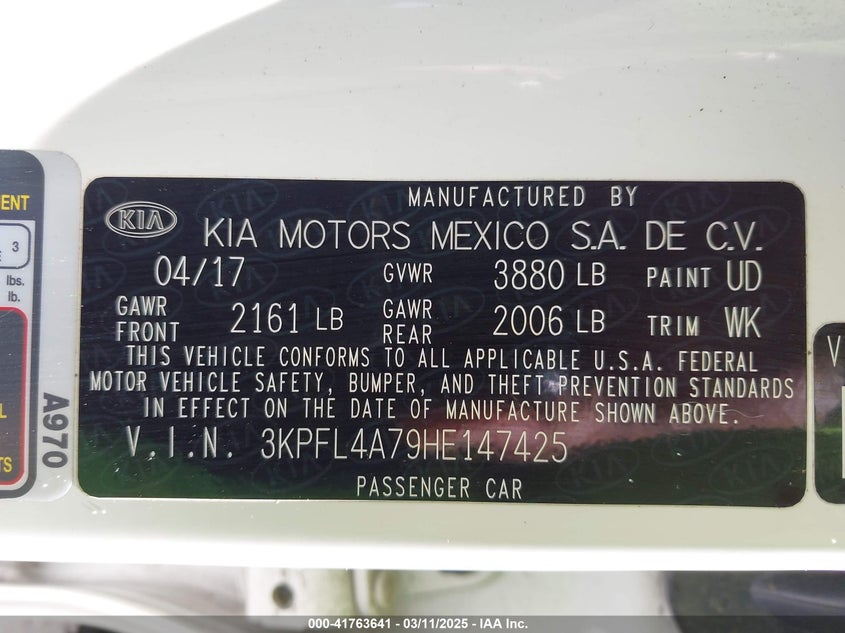 MANUFACTURED BY
KIA KIA MOTORS MEXICO S.A. DE C.V.
04/17 GVWR 3880 LB PAINT UD
GAWR FRONT 2161 LB GAWR REAR 2006 LB TRIM WK
THIS VEHICLE CONFORMS TO ALL APPLICABLE U.S.A. FEDERAL
MOTOR VEHICLE SAFETY, BUMPER, AND THEFT PREVENTION STANDARDS
IN EFFECT ON THE DATE OF MANUFACTURE SHOWN ABOVE.
V.I.N. 3KPFL4A79HE147425
PASSENGER CAR
3
lbs.
lb.
A970
000-41763641 - 03/11/2025 - IAA Inc.